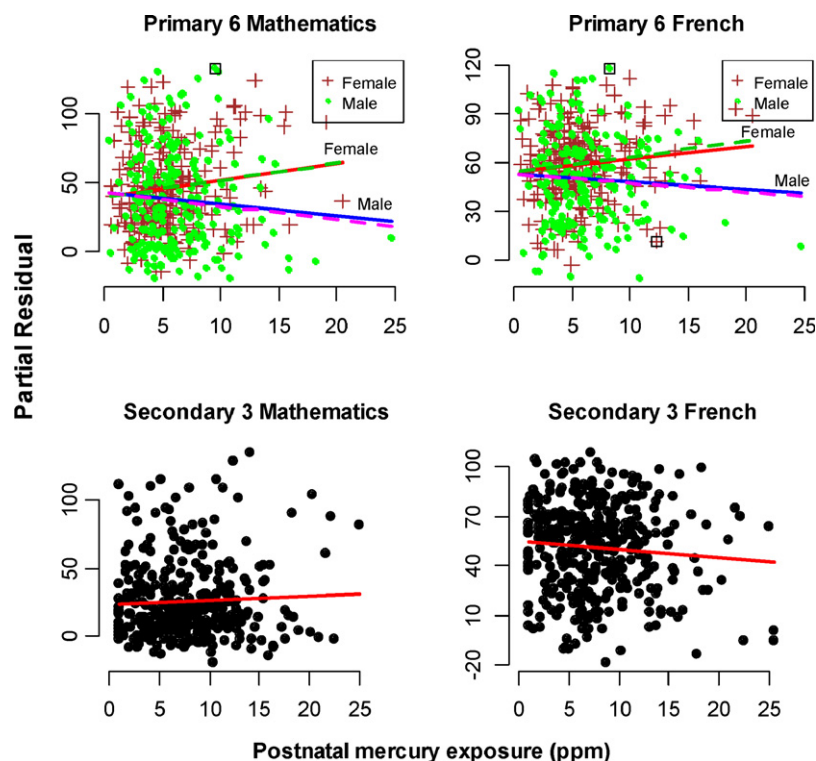 Primary 6 Mathematics
Female
Male
Female
Male
0 50 100
0 5 10 15 20 25
Primary 6 French
Female
Male
Female
Male
0 30 60 90 120
0 5 10 15 20 25
Partial Residual
Secondary 3 Mathematics
0 50 100
0 5 10 15 20 25
Secondary 3 French
-20 10 40 70 100
0 5 10 15 20 25
Postnatal mercury exposure (ppm)